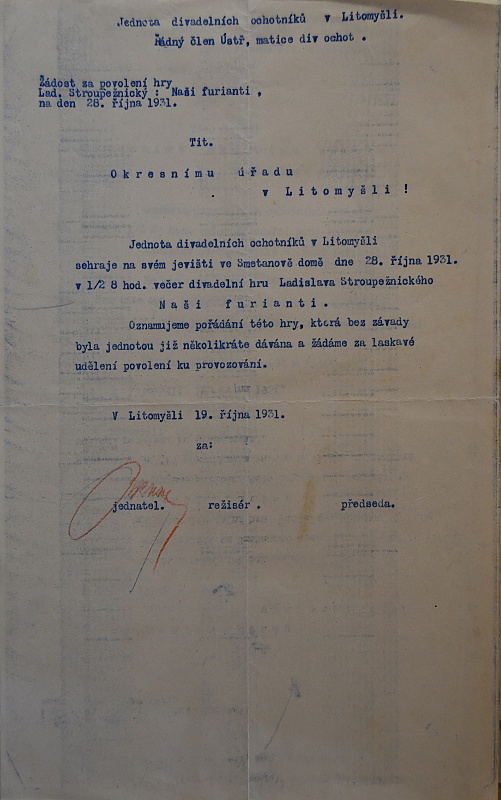 Jednota divadelních ochotníků v Litomyšli.
Řádný člen Ústř, matice div ochot .
Žádost za povolení hry
Lad. Stroupežnický : Naši furianti ,
na den 28. října 1931.
Tit.
Okresnímu úřadu
v Litomyšli !
Jednota divadelních ochotníků v Litomyšli
sehraje na svém jevišti ve Smetanově domě dne 28. října 1931.
v 1/2 8 hod. večer divadelní hru Ladislava Stroupežnického
Naši furianti .
Oznamujeme pořádání této hry, která bez závady
byla jednotou již několikráte dávána a žádáme za laskavé
udělení povolení ku provozování.
V Litomyšli 19. října 1931.
za:
jednatel. režisér . předseda.